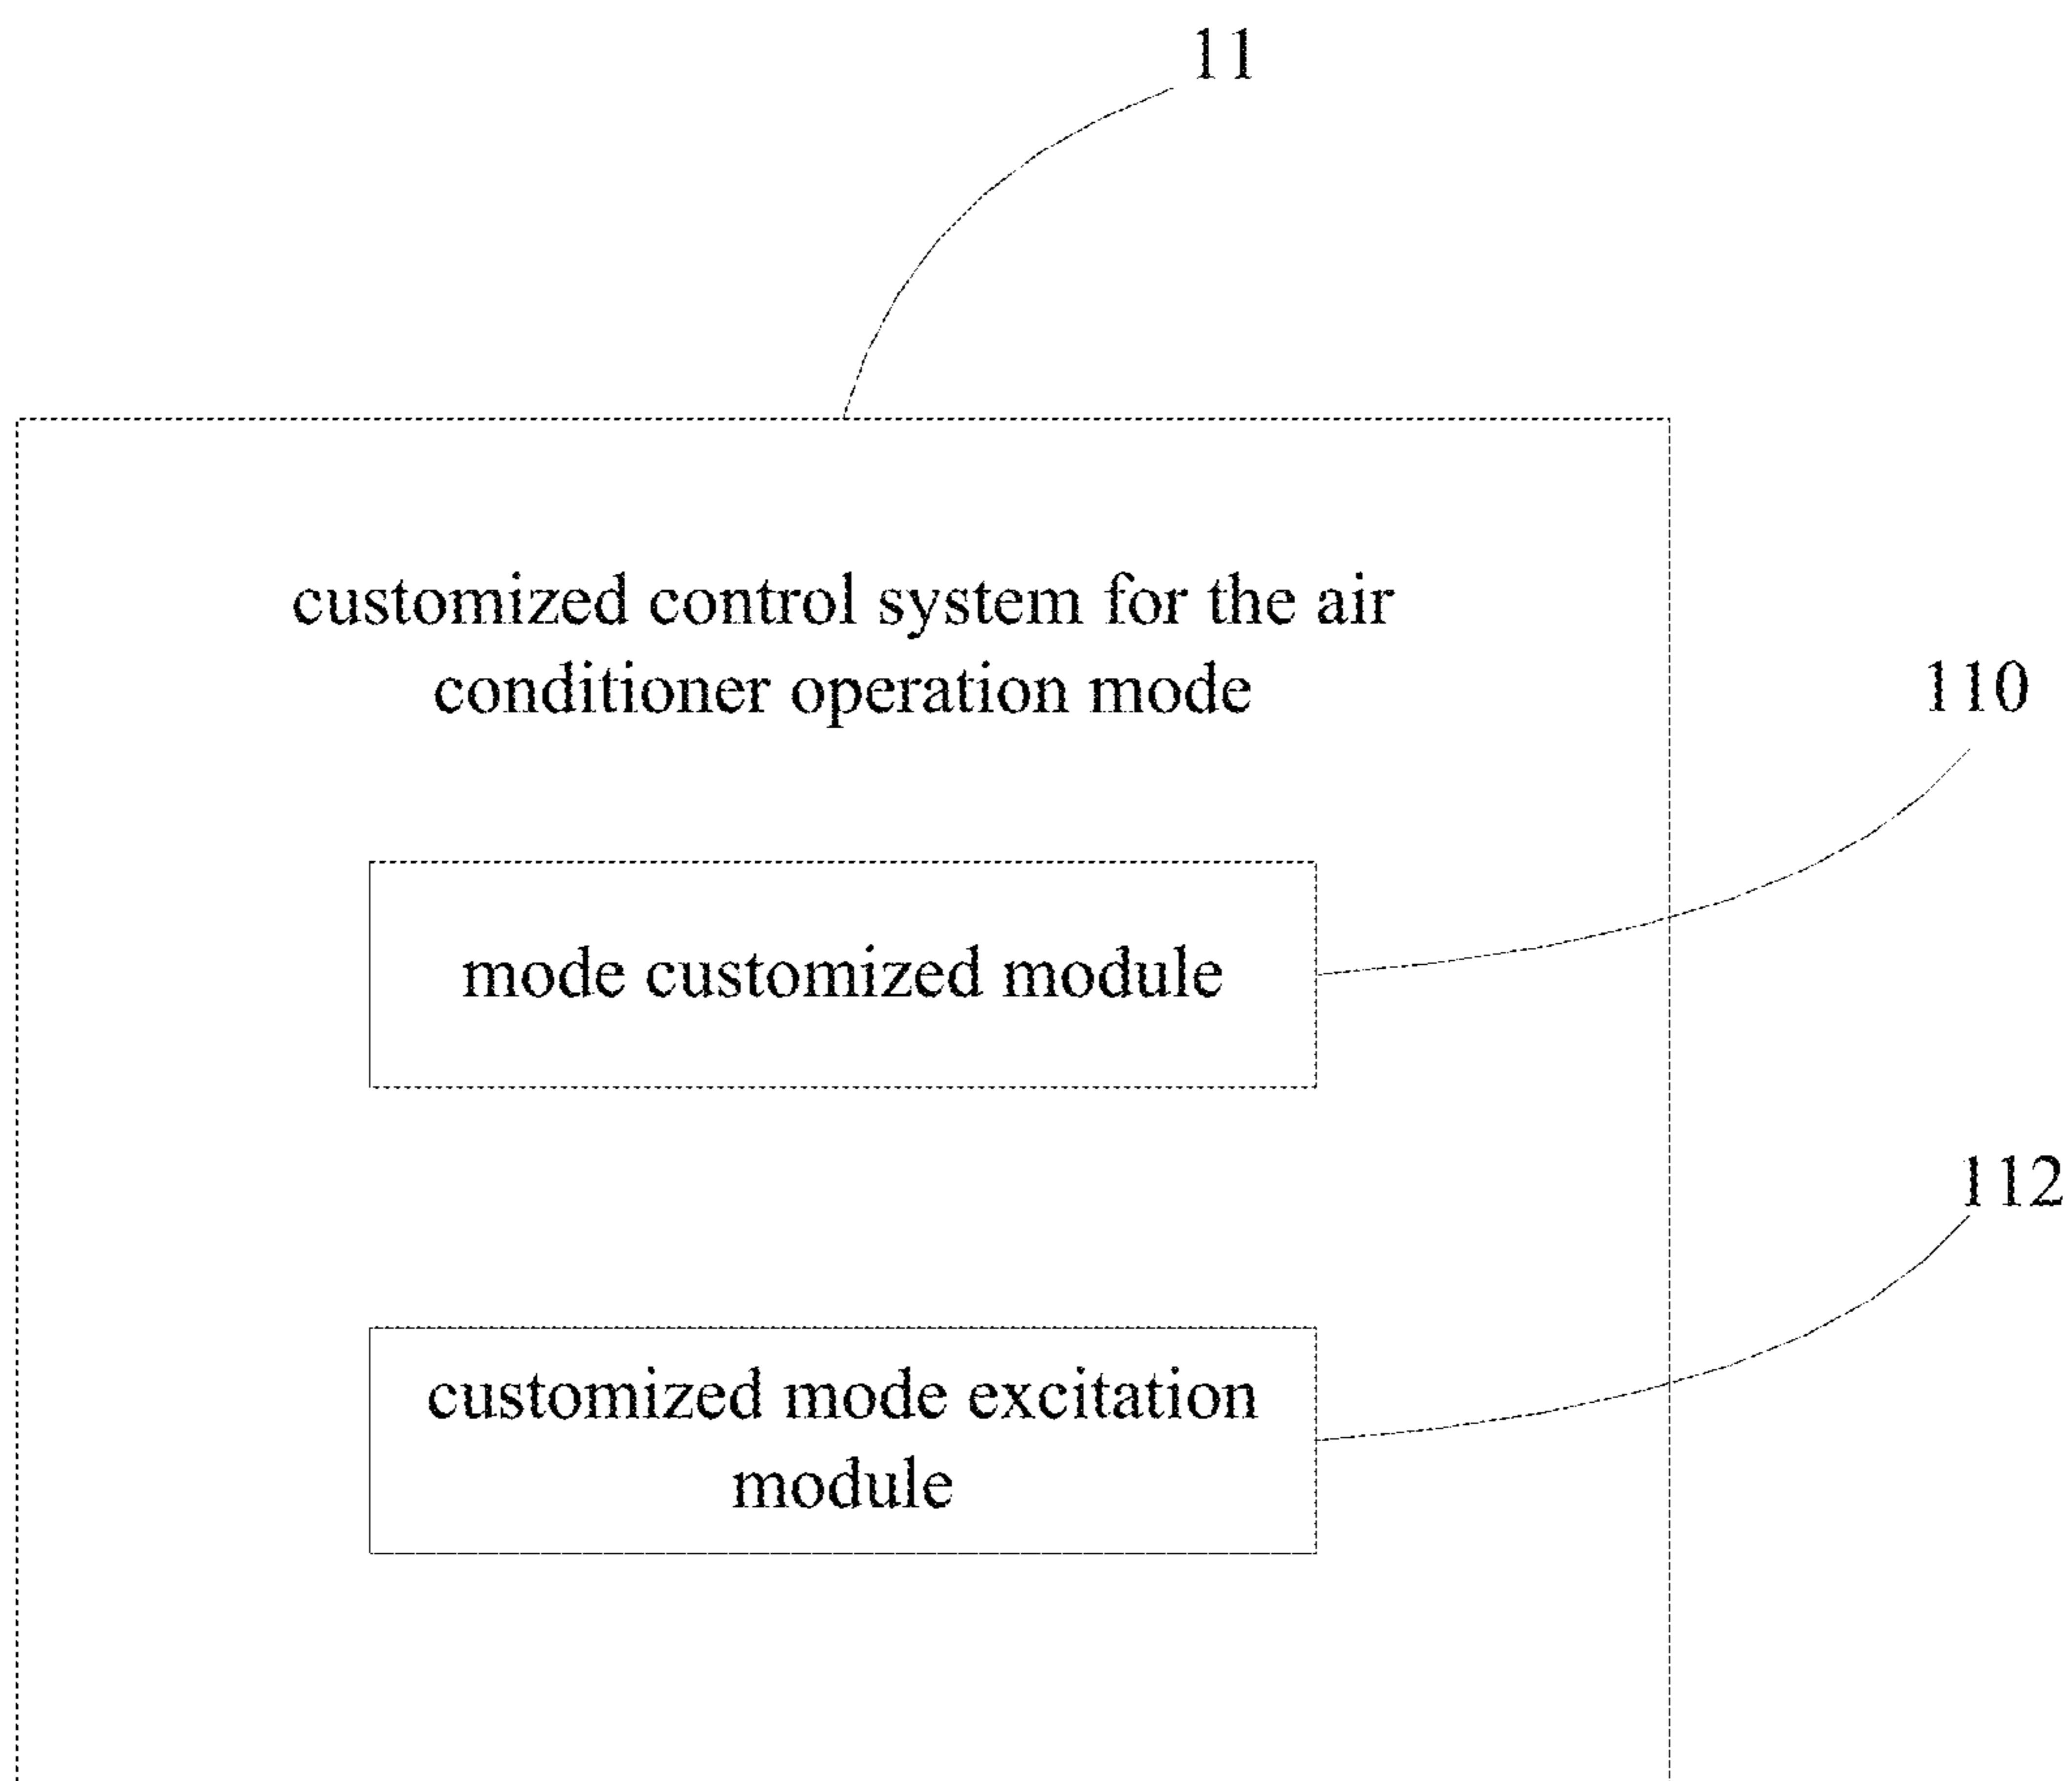 11
customized control system for the air
conditioner operation mode
110
mode customized module
112
customized mode excitation
module